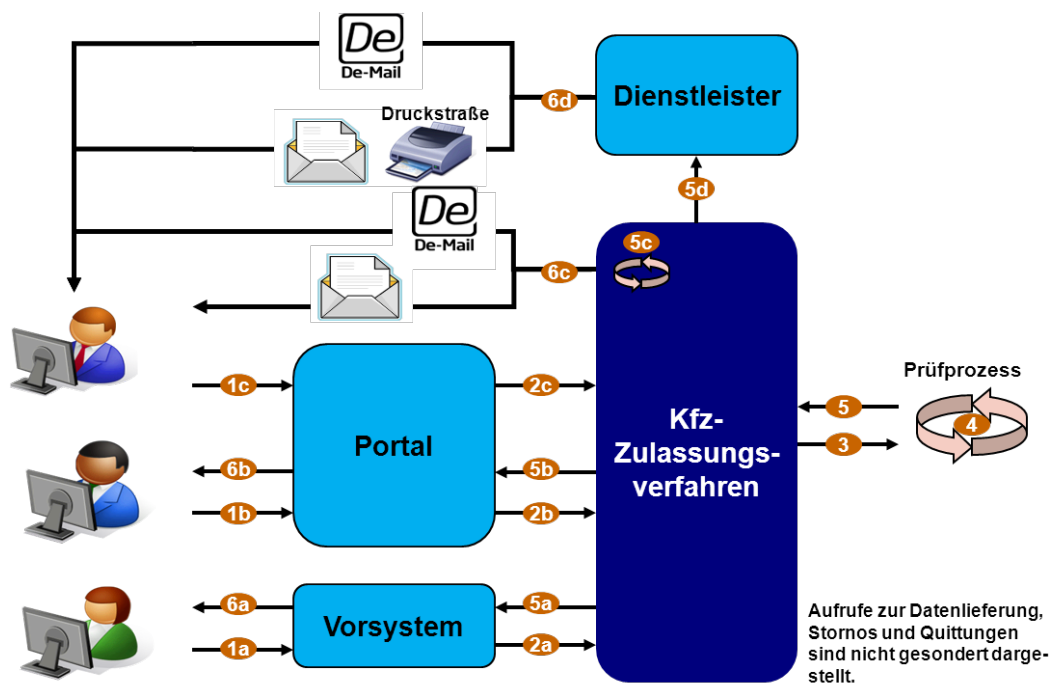 De
De-Mail
Druckstraße
6d
Dienstleister
5d
De
De-Mail
5c
6c
1c
2c
Portal
6b
5b
1b
2b
Kfz-
Zulassungs-
verfahren
Prüfprozess
5
4
3
6a
5a
Vorsystem
1a
2a
Aufrufe zur Datenlieferung,
Stornos und Quittungen
sind nicht gesondert darge-
stellt.